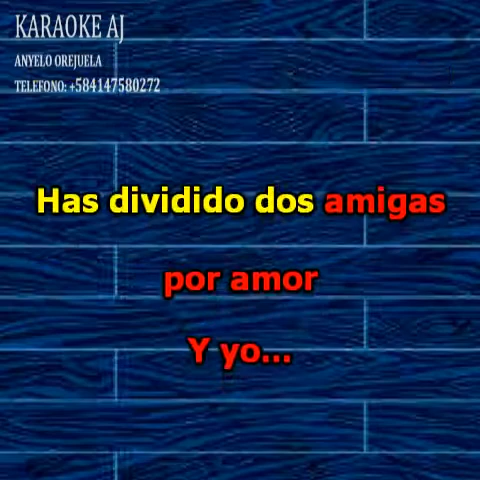 KARAOKE AJ
ANYELO OREJUELA
TELEFONO: +584147580272
Has dividido dos amigas
por amor
Y yo...